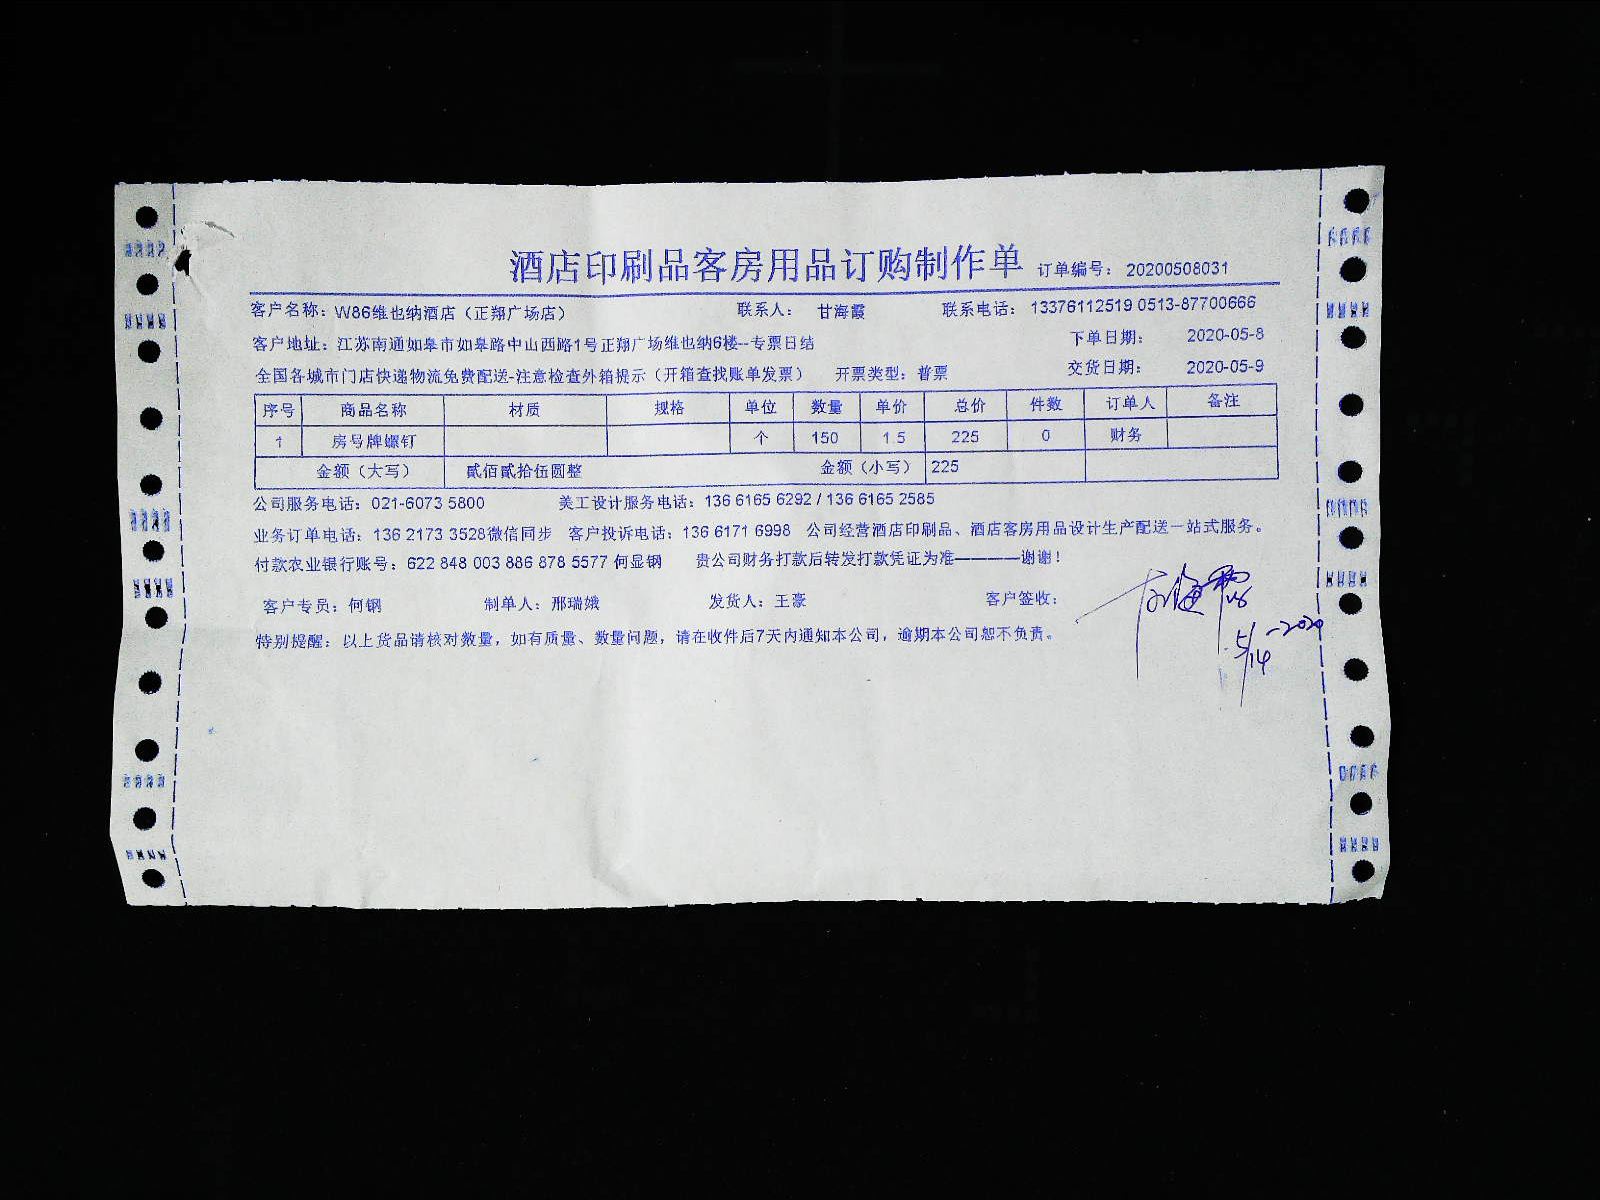 酒店印刷品客房用品订购制作单 订单编号： 20200508031
客户名称：W86维也纳酒店（正翔广场店） 联系人： 甘海霞 联系电话： 13376112519 0513-87700666
客户地址：江苏南通如皋市如皋路中山西路1号正翔广场维也纳6楼--专票日结 下单日期： 2020-05-8
全国各城市门店快递物流免费配送-注意检查外箱提示（开箱查找账单发票） 开票类型：普票 交货日期： 2020-05-9
序号 商品名称 材质 规格 单位 数量 单价 总价 件数 订单人 备注
1 房号牌螺钉 个 150 1.5 225 0 财务
金额（大写） 贰佰贰拾伍圆整 金额（小写） 225
公司服务电话：021-6073 5800 美工设计服务电话：136 6165 6292 / 136 6165 2585
业务订单电话：136 2173 3528微信同步 客户投诉电话：136 6171 6998 公司经营酒店印刷品、酒店客房用品设计生产配送一站式服务。
付款农业银行账号：622 848 003 886 878 5577 何显钢 贵公司财务打款后转发打款凭证为准————谢谢！
客户专员：何钢 制单人：邢瑞娥 发货人：王豪 客户签收：
5/14-2020
特别提醒：以上货品请核对数量，如有质量、数量问题，请在收件后7天内通知本公司，逾期本公司恕不负责。